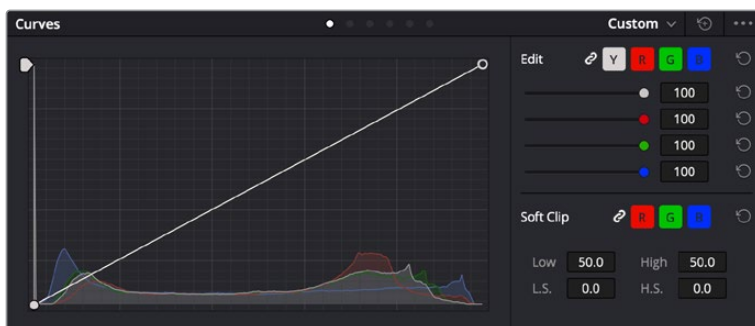 Curves Custom
Edit Y R G B
100
100
100
100
Soft Clip R G B
Low 50.0 High 50.0
L.S. 0.0 H.S. 0.0